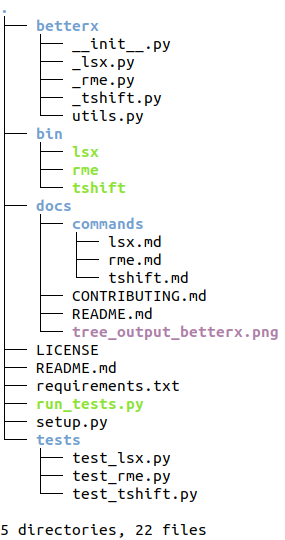 .
├── betterx
│   ├── __init__.py
│   ├── _lsx.py
│   ├── _rme.py
│   ├── _tshift.py
│   └── utils.py
├── bin
│   ├── lsx
│   ├── rme
│   └── tshift
├── docs
│   ├── commands
│   │   ├── lsx.md
│   │   ├── rme.md
│   │   └── tshift.md
│   ├── CONTRIBUTING.md
│   ├── README.md
│   └── tree_output_betterx.png
├── LICENSE
├── README.md
├── requirements.txt
├── run_tests.py
├── setup.py
└── tests
    ├── test_lsx.py
    ├── test_rme.py
    └── test_tshift.py
5 directories, 22 files